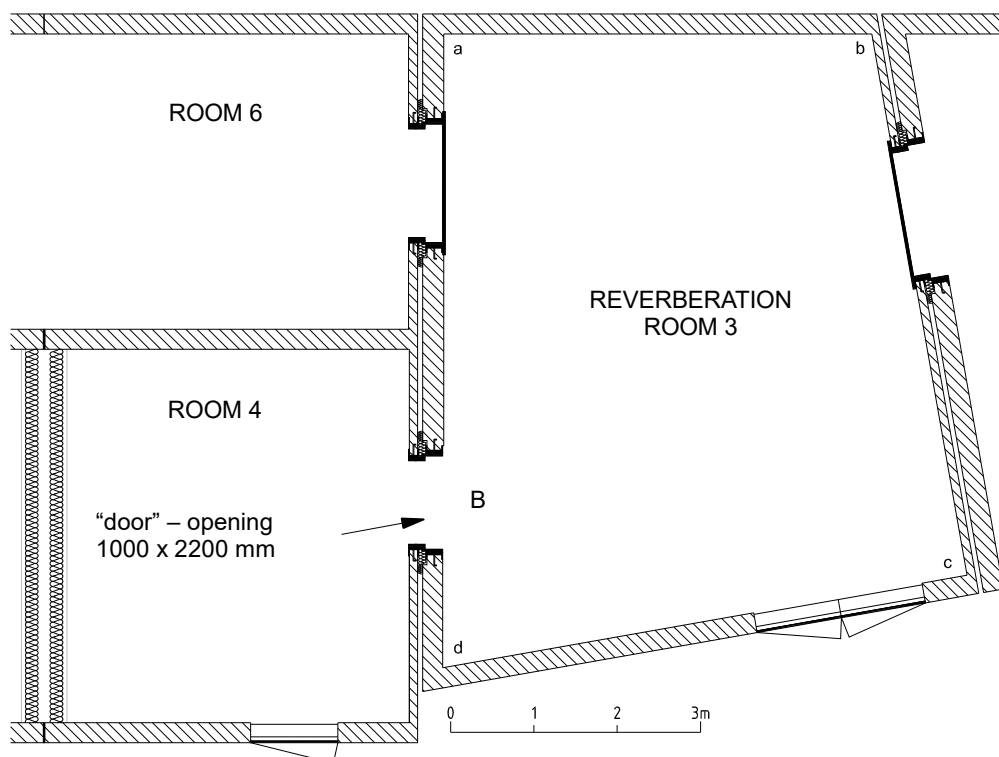 a
b
ROOM 6
REVERBERATION
ROOM 3
ROOM 4
“door” – opening
1000 x 2200 mm
B
c
d
0 1 2 3m